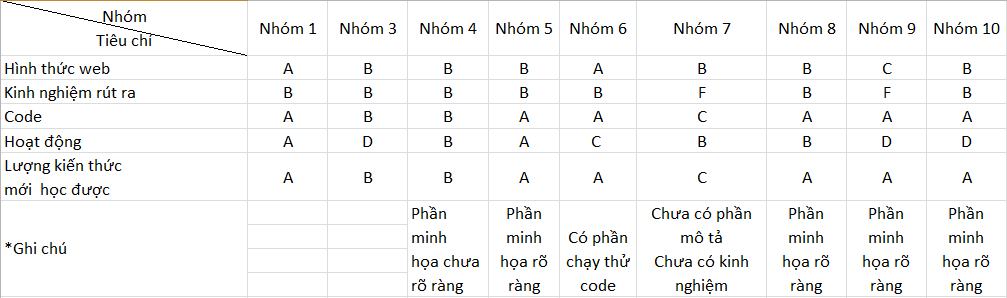 Nhóm
Tiêu chí
Nhóm 1 Nhóm 3 Nhóm 4 Nhóm 5 Nhóm 6 Nhóm 7 Nhóm 8 Nhóm 9 Nhóm 10
Hình thức web A B B B A B B C B
Kinh nghiệm rút ra B B B B B F B F B
Code A B B A A C A A A
Hoạt động A D B A C B B D D
Lượng kiến thức
mới học được A B B A A C A A A
*Ghi chú
Phần
minh
họa chưa
rõ ràng
Phần
minh
họa rõ
ràng
Có phần
chạy thử
code
Chưa có phần
mô tả
Chưa có kinh
nghiệm
Phần
minh
họa rõ
ràng
Phần
minh
họa rõ
ràng
Phần
minh
họa rõ
ràng